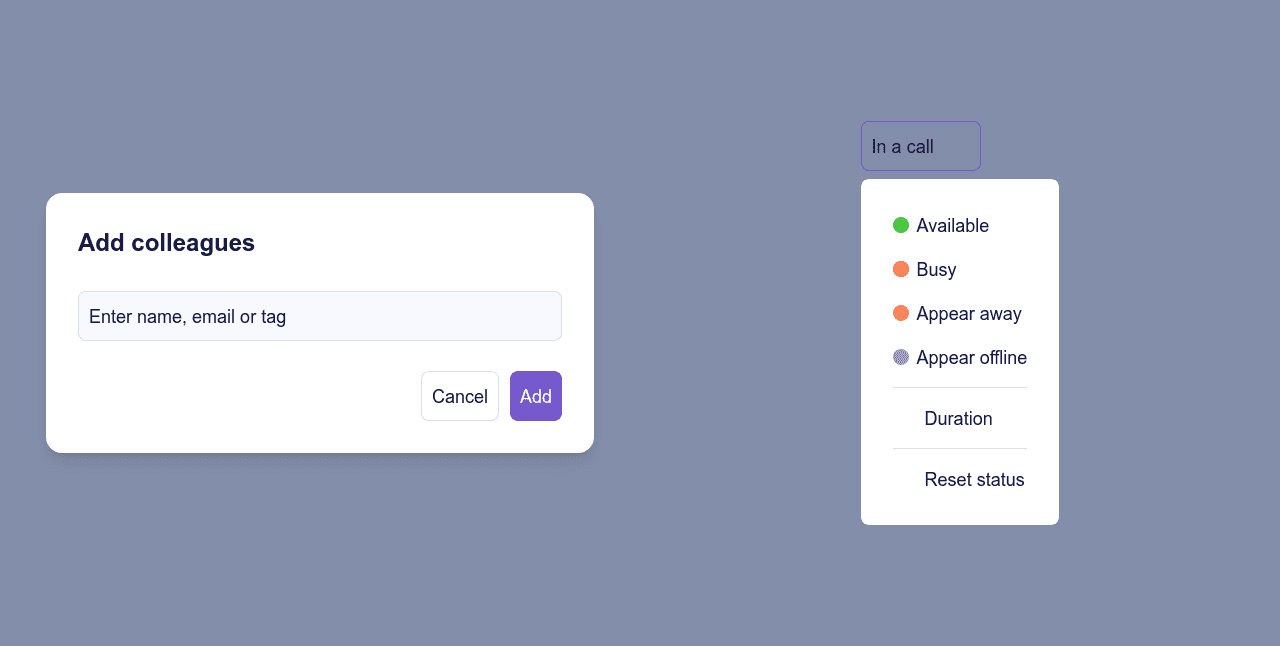 Add colleagues
Enter name, email or tag
Cancel
Add
In a call
Available
Busy
Appear away
Appear offline
Duration
Reset status